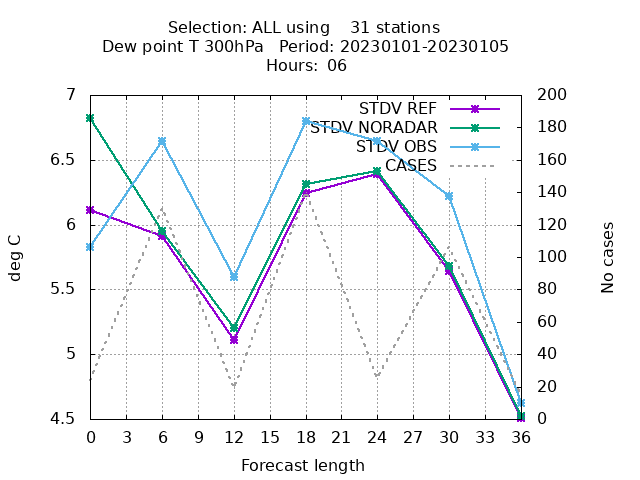 Selection: ALL using    31 stations
Dew point T 300hPa   Period: 20230101-20230105
Hours:  06
7
6.5
6
5.5
5
4.5
deg C
200
180
160
140
120
100
80
60
40
20
0
No cases
STDV REF
STDV NORADAR
STDV OBS
CASES
0 3 6 9 12 15 18 21 24 27 30 33 36
Forecast length